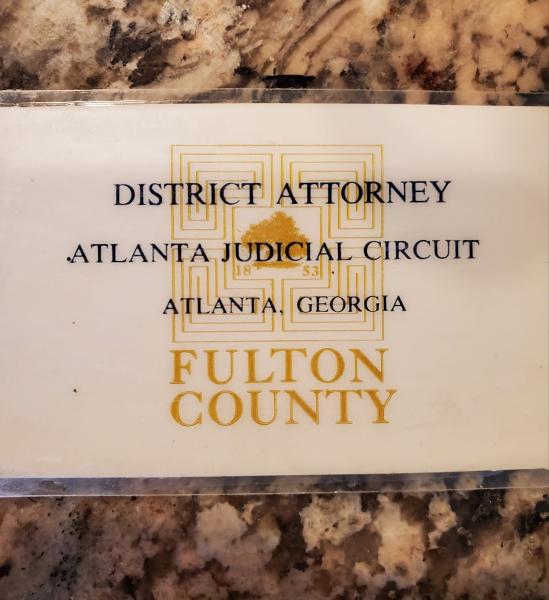 DISTRICT ATTORNEY
ATLANTA JUDICIAL CIRCUIT
18 53
ATLANTA, GEORGIA
FULTON
COUNTY